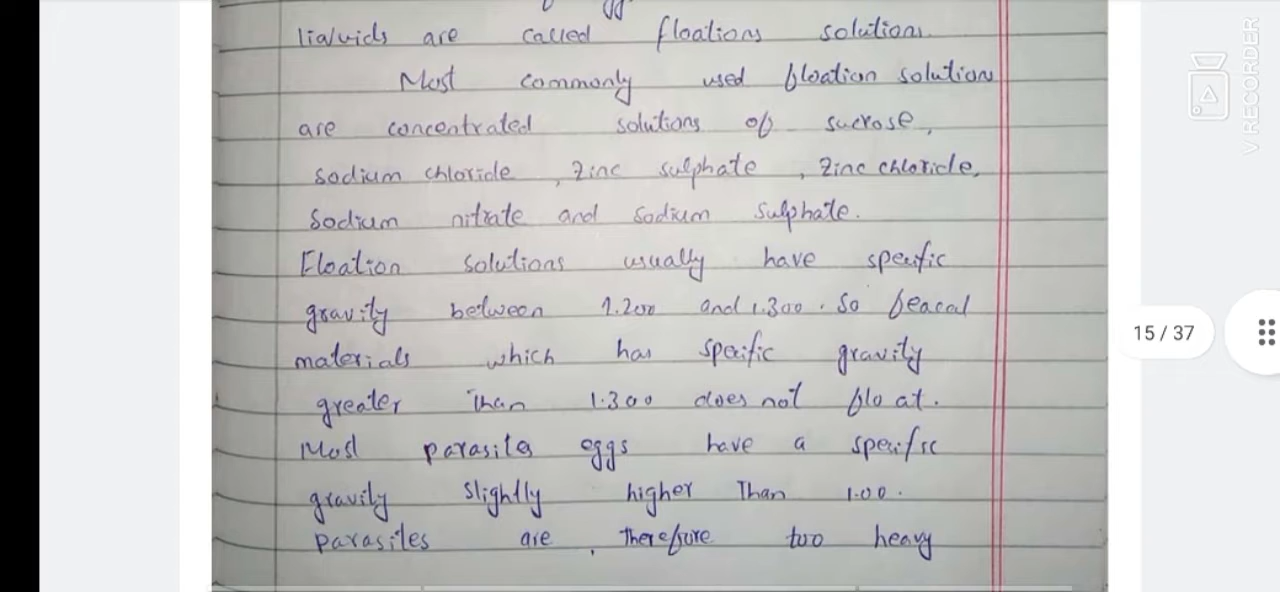 liquids are called floations solution.
Most commonly used floation solution
are concentrated solutions of sucrose,
sodium chloride, Zinc sulphate, Zinc chloride,
Sodium nitrate and sodium sulphate.
Floation solutions usually have specific
gravity between 1.200 and 1.300. So feacal
materials which has specific gravity
greater than 1.300 does not float.
Most parasites eggs have a specific
gravity slightly higher Than 1.00.
parasites are, Therefore too heavy
15 / 37
V RECORDER